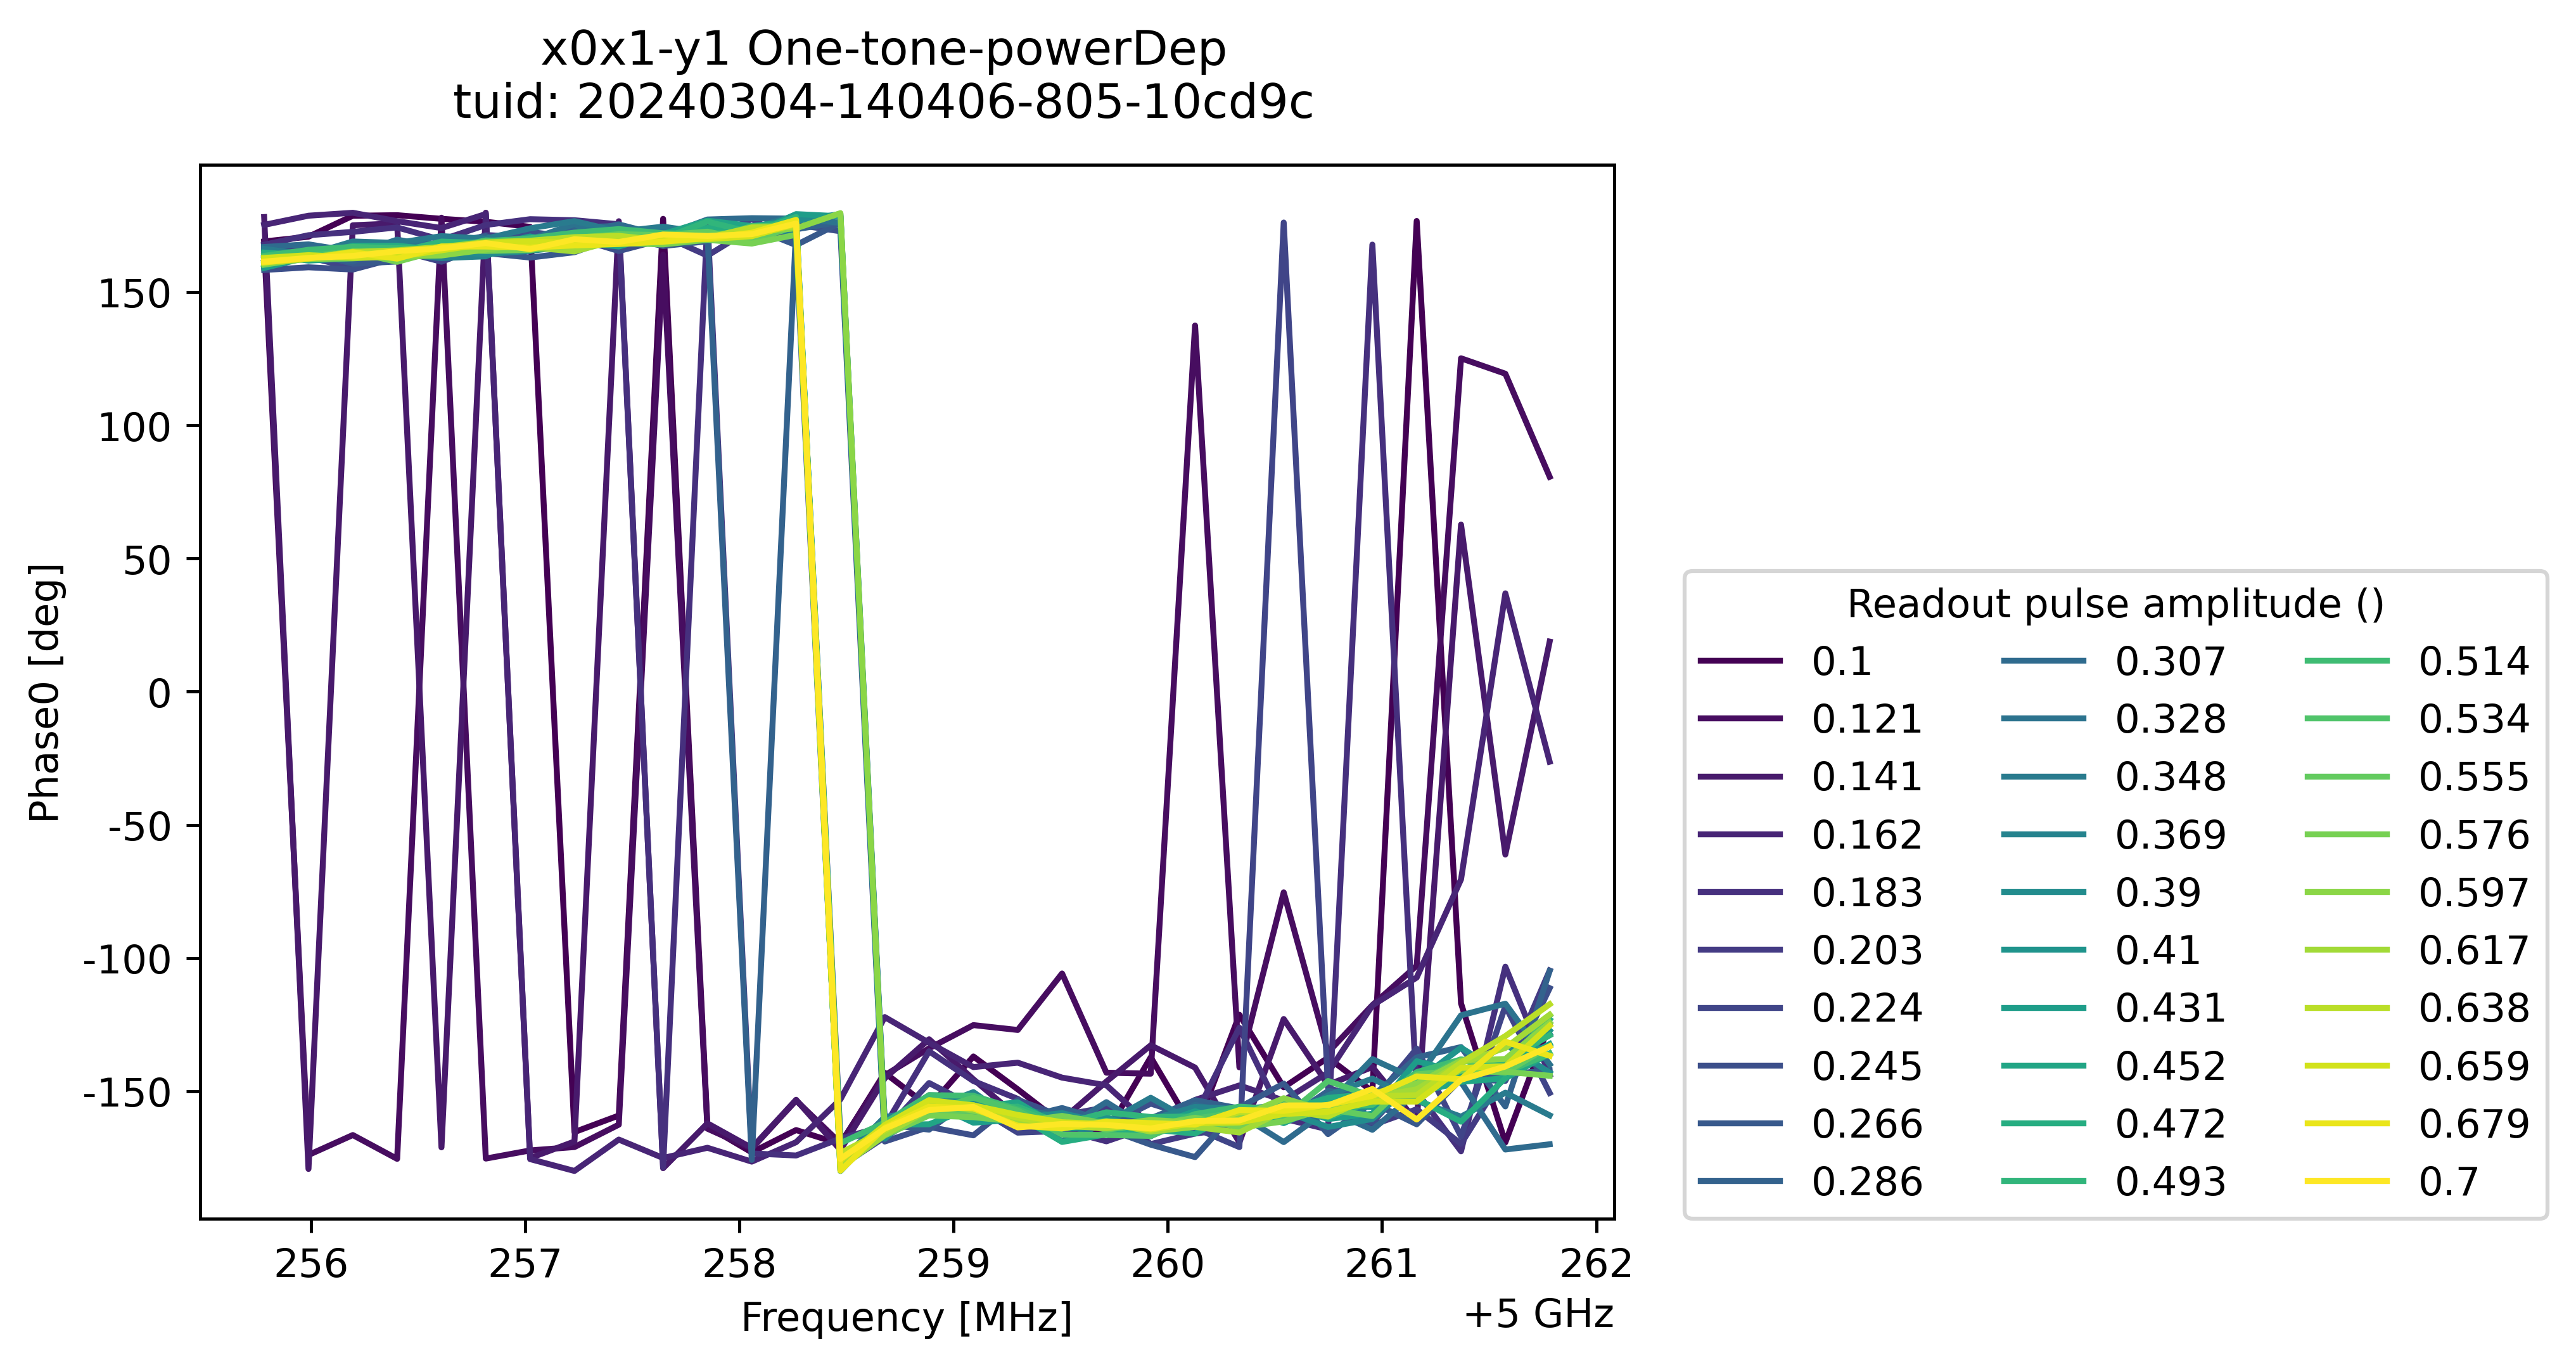 x0x1-y1 One-tone-powerDep
tuid: 20240304-140406-805-10cd9c
Phase0 [deg]
150
100
50
0
-50
-100
-150
256 257 258 259 260 261 262
Frequency [MHz]
+5 GHz
Readout pulse amplitude ()
0.1 0.307 0.514
0.121 0.328 0.534
0.141 0.348 0.555
0.162 0.369 0.576
0.183 0.39 0.597
0.203 0.41 0.617
0.224 0.431 0.638
0.245 0.452 0.659
0.266 0.472 0.679
0.286 0.493 0.7